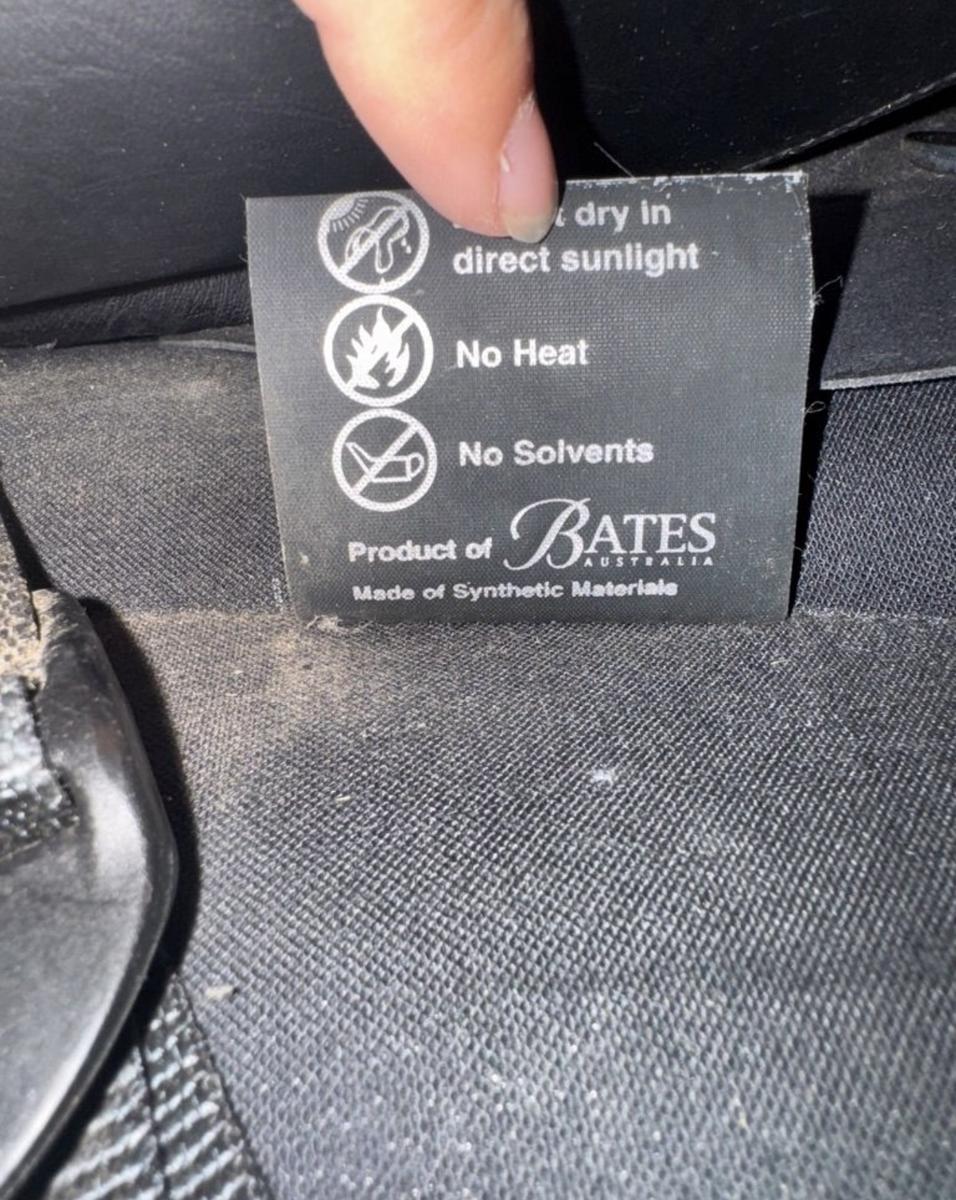 dry in
direct sunlight
No Heat
No Solvents
Product of BATES
AUSTRALIA
Made of Synthetic Materials